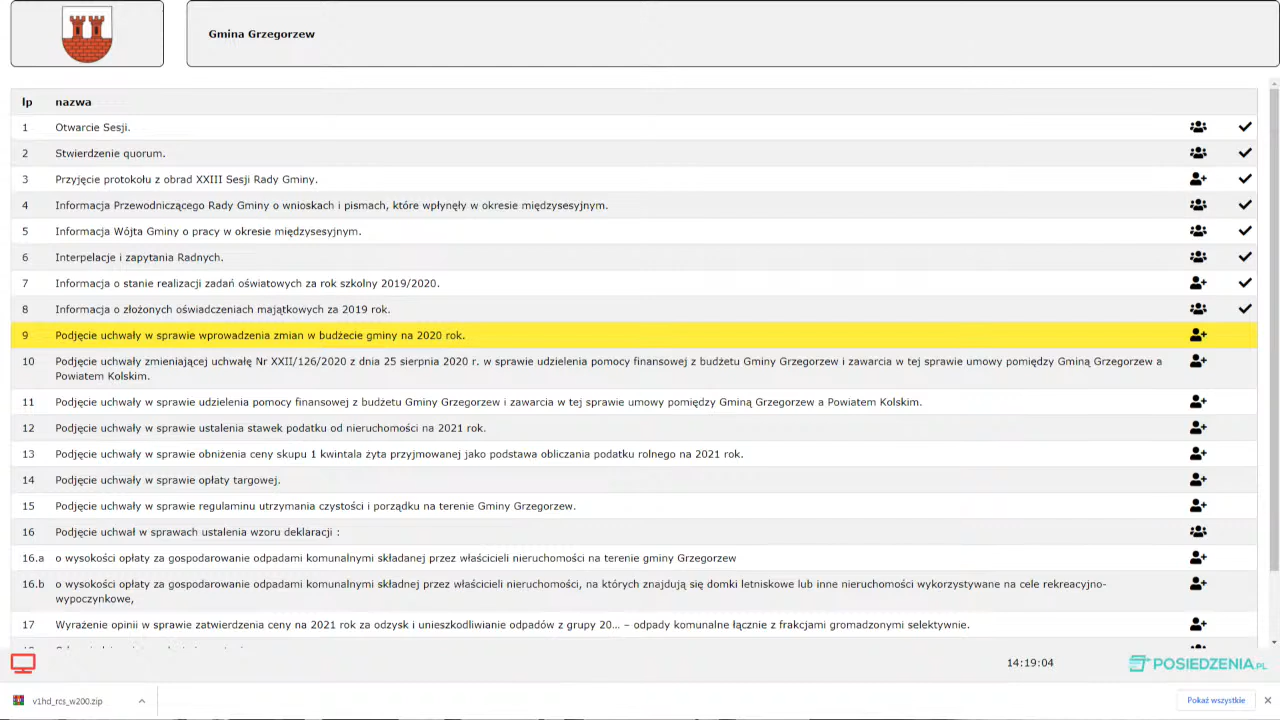 Gmina Grzegorzew
lp nazwa
1 Otwarcie Sesji.
2 Stwierdzenie quorum.
3 Przyjęcie protokołu z obrad XXIII Sesji Rady Gminy.
4 Informacja Przewodniczącego Rady Gminy o wnioskach i pismach, które wpłynęły w okresie międzysesyjnym.
5 Informacja Wójta Gminy o pracy w okresie międzysesyjnym.
6 Interpelacje i zapytania Radnych.
7 Informacja o stanie realizacji zadań oświatowych za rok szkolny 2019/2020.
8 Informacja o złożonych oświadczeniach majątkowych za 2019 rok.
9 Podjęcie uchwały w sprawie wprowadzenia zmian w budżecie gminy na 2020 rok.
10 Podjęcie uchwały zmieniającej uchwałę Nr XXII/126/2020 z dnia 25 sierpnia 2020 r. w sprawie udzielenia pomocy finansowej z budżetu Gminy Grzegorzew i zawarcia w tej sprawie umowy pomiędzy Gminą Grzegorzew a
Powiatem Kolskim.
11 Podjęcie uchwały w sprawie udzielenia pomocy finansowej z budżetu Gminy Grzegorzew i zawarcia w tej sprawie umowy pomiędzy Gminą Grzegorzew a Powiatem Kolskim.
12 Podjęcie uchwały w sprawie ustalenia stawek podatku od nieruchomości na 2021 rok.
13 Podjęcie uchwały w sprawie obniżenia ceny skupu 1 kwintala żyta przyjmowanej jako podstawa obliczania podatku rolnego na 2021 rok.
14 Podjęcie uchwały w sprawie opłaty targowej.
15 Podjęcie uchwały w sprawie regulaminu utrzymania czystości i porządku na terenie Gminy Grzegorzew.
16 Podjęcie uchwał w sprawach ustalenia wzoru deklaracji :
16.a o wysokości opłaty za gospodarowanie odpadami komunalnymi składanej przez właścicieli nieruchomości na terenie gminy Grzegorzew
16.b o wysokości opłaty za gospodarowanie odpadami komunalnymi składnej przez właścicieli nieruchomości, na których znajdują się domki letniskowe lub inne nieruchomości wykorzystywane na cele rekreacyjno-
wypoczynkowe,
17 Wyrażenie opinii w sprawie zatwierdzenia ceny na 2021 rok za odzysk i unieszkodliwianie odpadów z grupy 20... – odpady komunalne łącznie z frakcjami gromadzonymi selektywnie.
14:19:04
POSIEDZENIA.PL
v1hd_rcs_w200.zip
Pokaż wszystkie